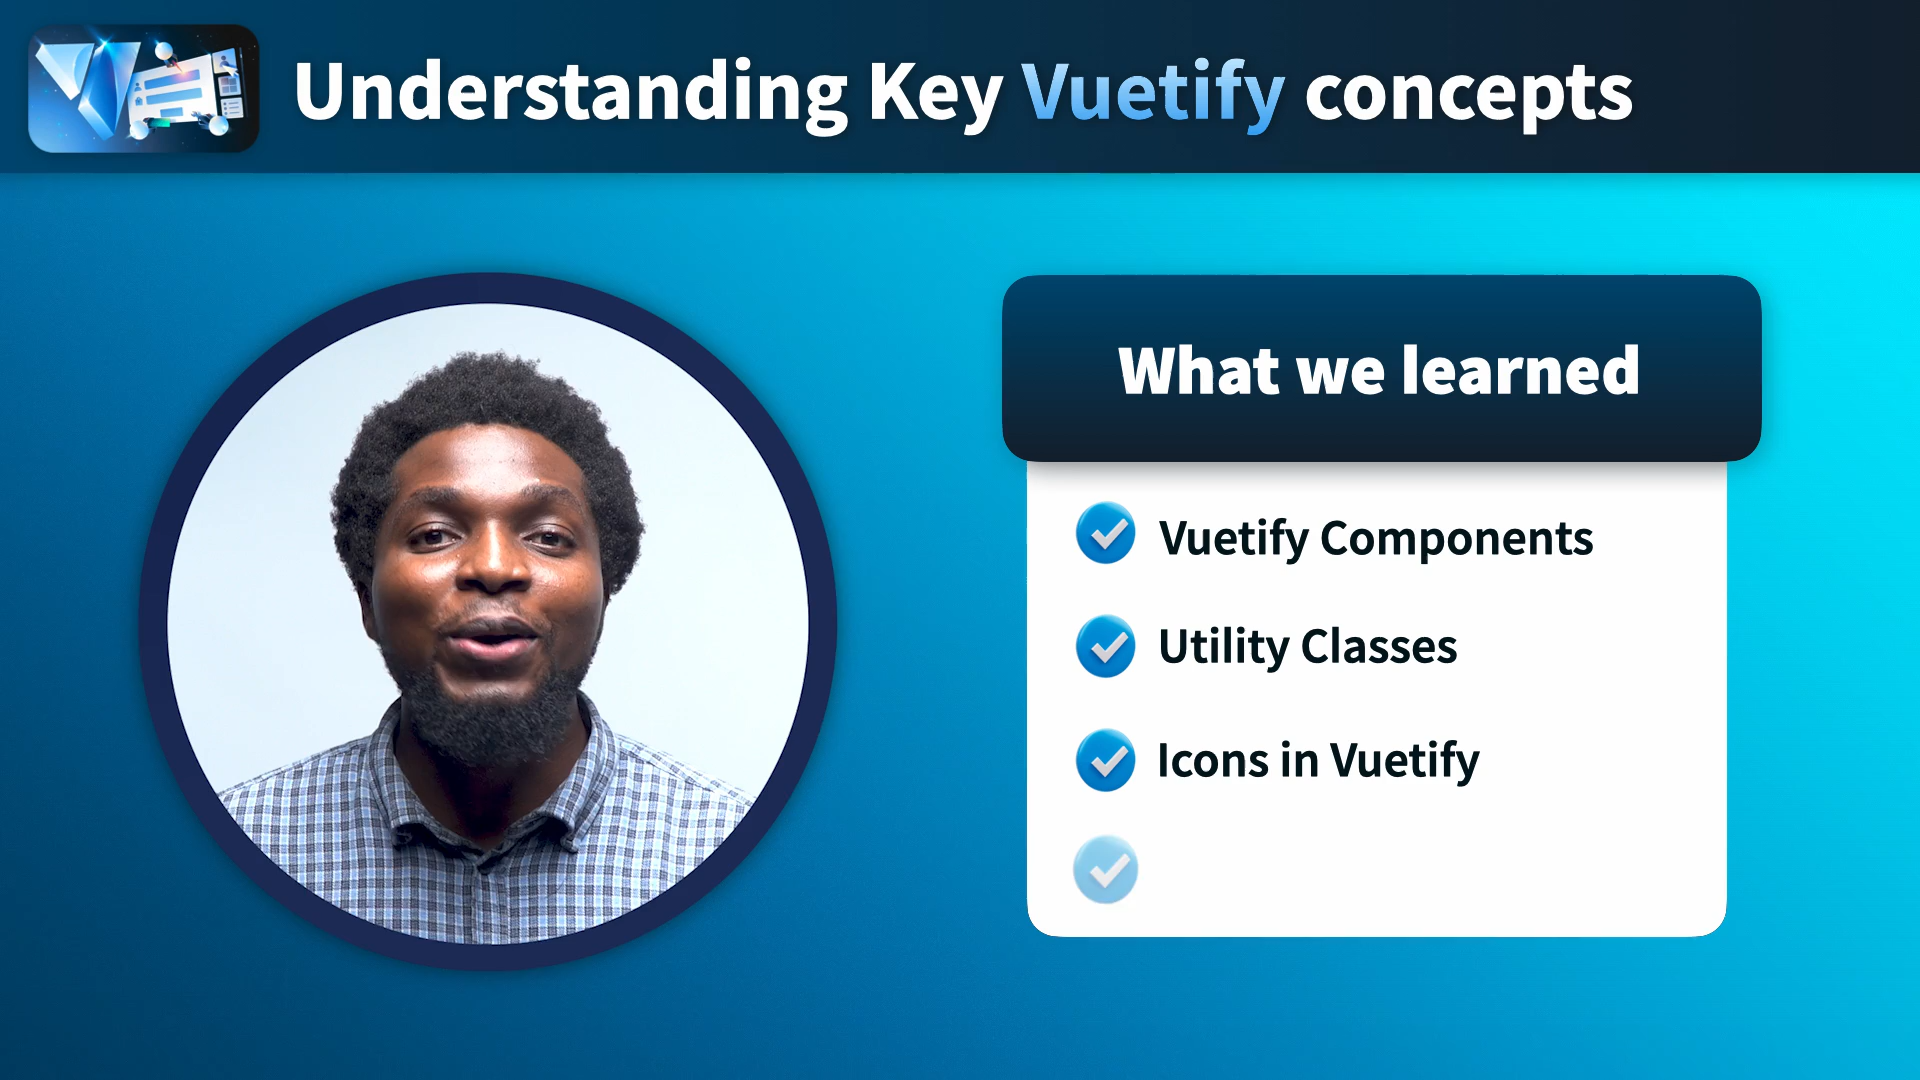 Understanding Key Vuetify concepts
What we learned
Vuetify Components
Utility Classes
Icons in Vuetify